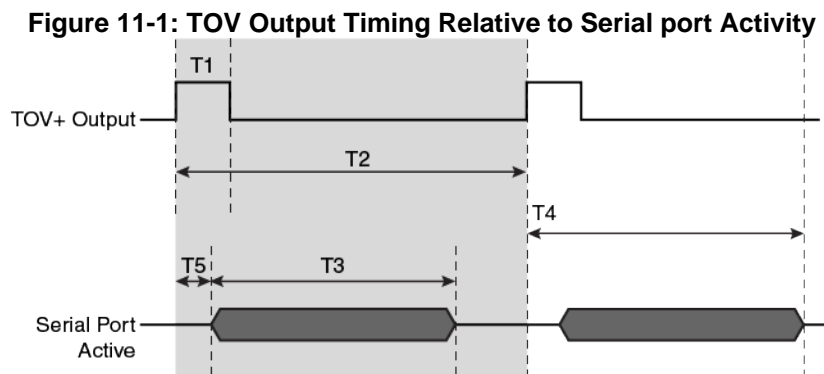 Figure 11-1: TOV Output Timing Relative to Serial port Activity
T1
TOV+ Output
T2
T4
T5
T3
Serial Port
Active